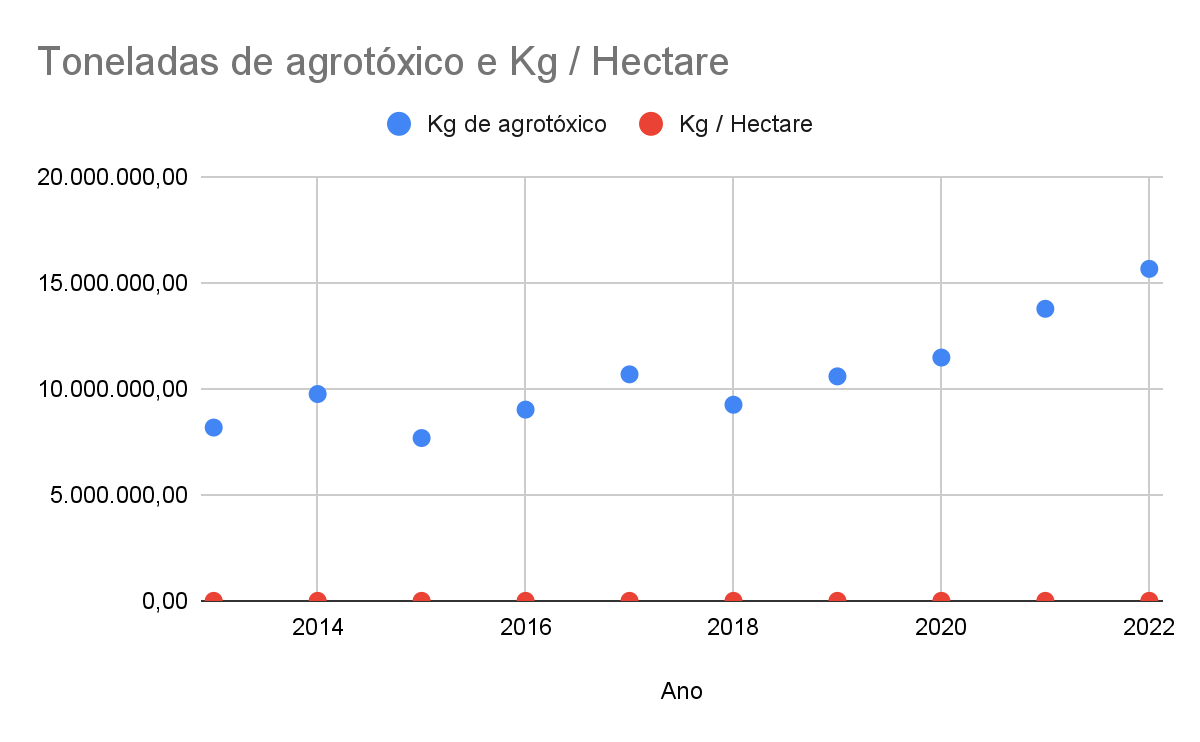 Toneladas de agrotóxico e Kg / Hectare
Kg de agrotóxico Kg / Hectare
20.000.000,00
15.000.000,00
10.000.000,00
5.000.000,00
0,00
2014 2016 2018 2020 2022
Ano